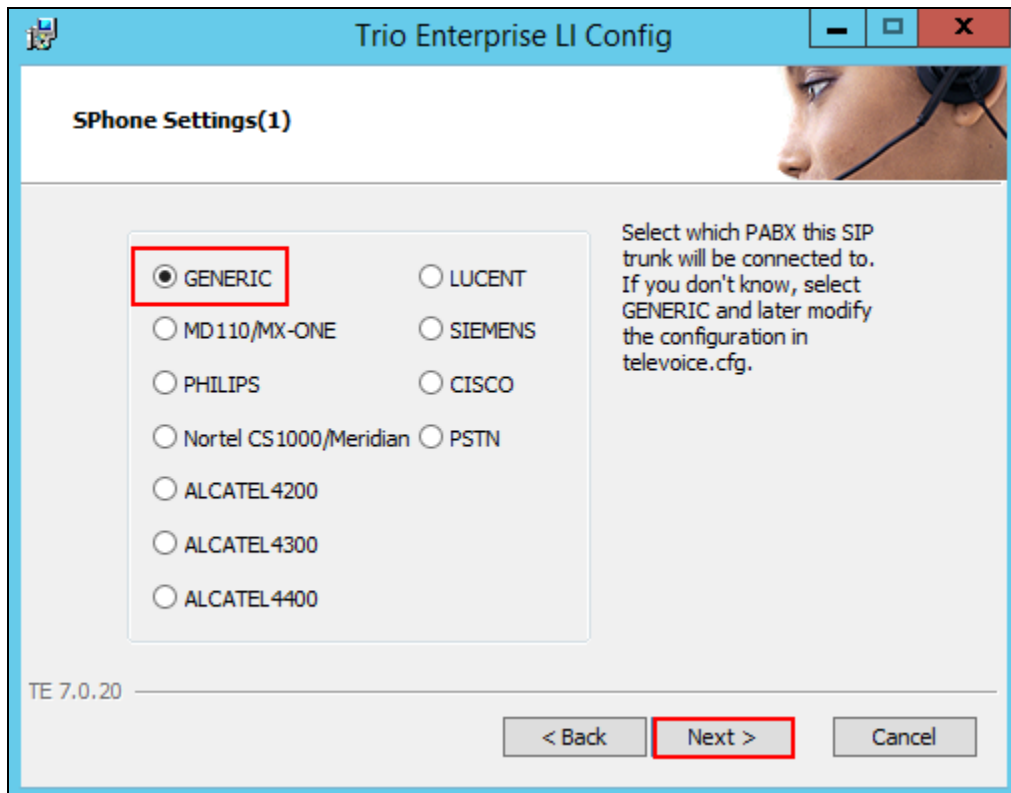 Trio Enterprise LI Config
SPhone Settings(1)
GENERIC
LUCENT
MD110/MX-ONE
SIEMENS
PHILIPS
CISCO
Nortel CS1000/Meridian
PSTN
ALCATEL4200
ALCATEL4300
ALCATEL4400
Select which PABX this SIP
trunk will be connected to.
If you don't know, select
GENERIC and later modify
the configuration in
televoice.cfg.
TE 7.0.20
< Back
Next >
Cancel